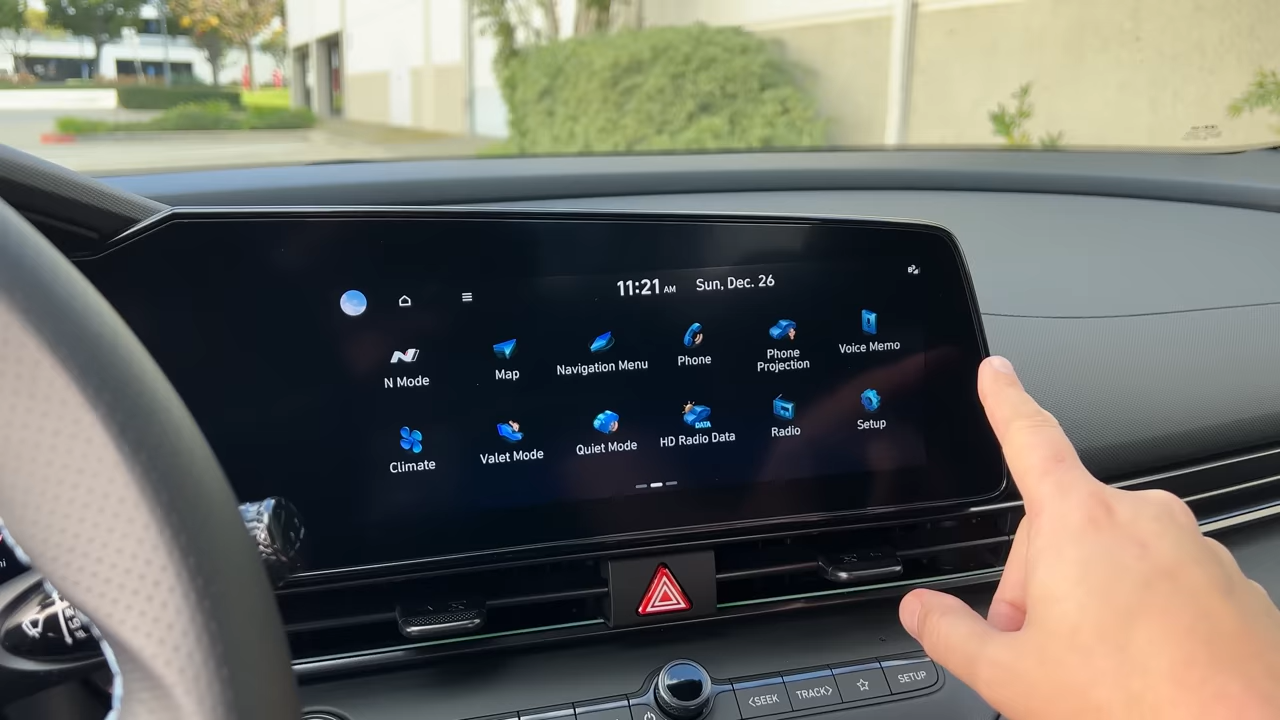 11:21 AM Sun, Dec. 26
N Mode
Map
Navigation Menu
Phone
Phone
Projection
Voice Memo
Climate
Valet Mode
Quiet Mode
DATA
HD Radio Data
Radio
Setup
<SEEK
TRACK>
SETUP